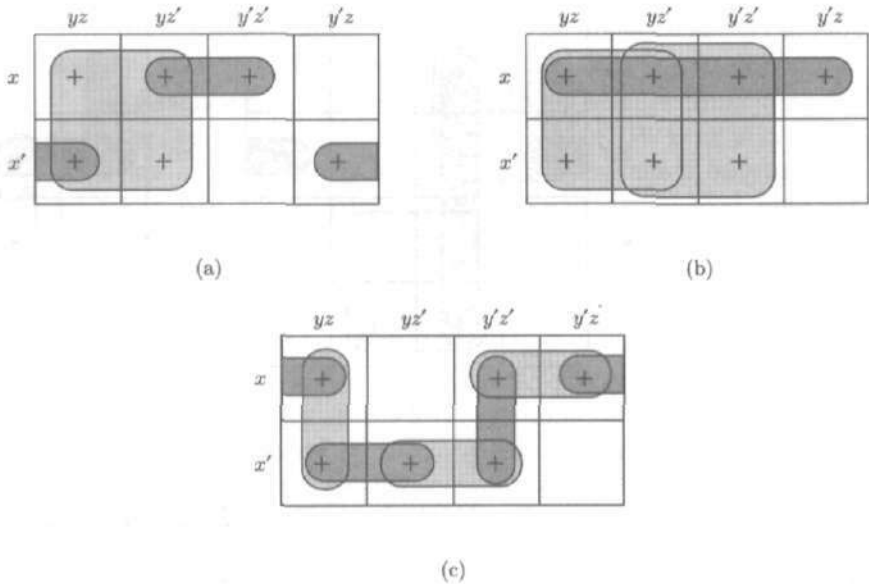 yz yz′ y′z′ y′z yz yz′ y′z′ y′z
x + + + x + + + +
x′ + + + x′ + + +
(a) (b)
yz yz′ y′z′ y′z
x + + +
x′ + + +
(c)